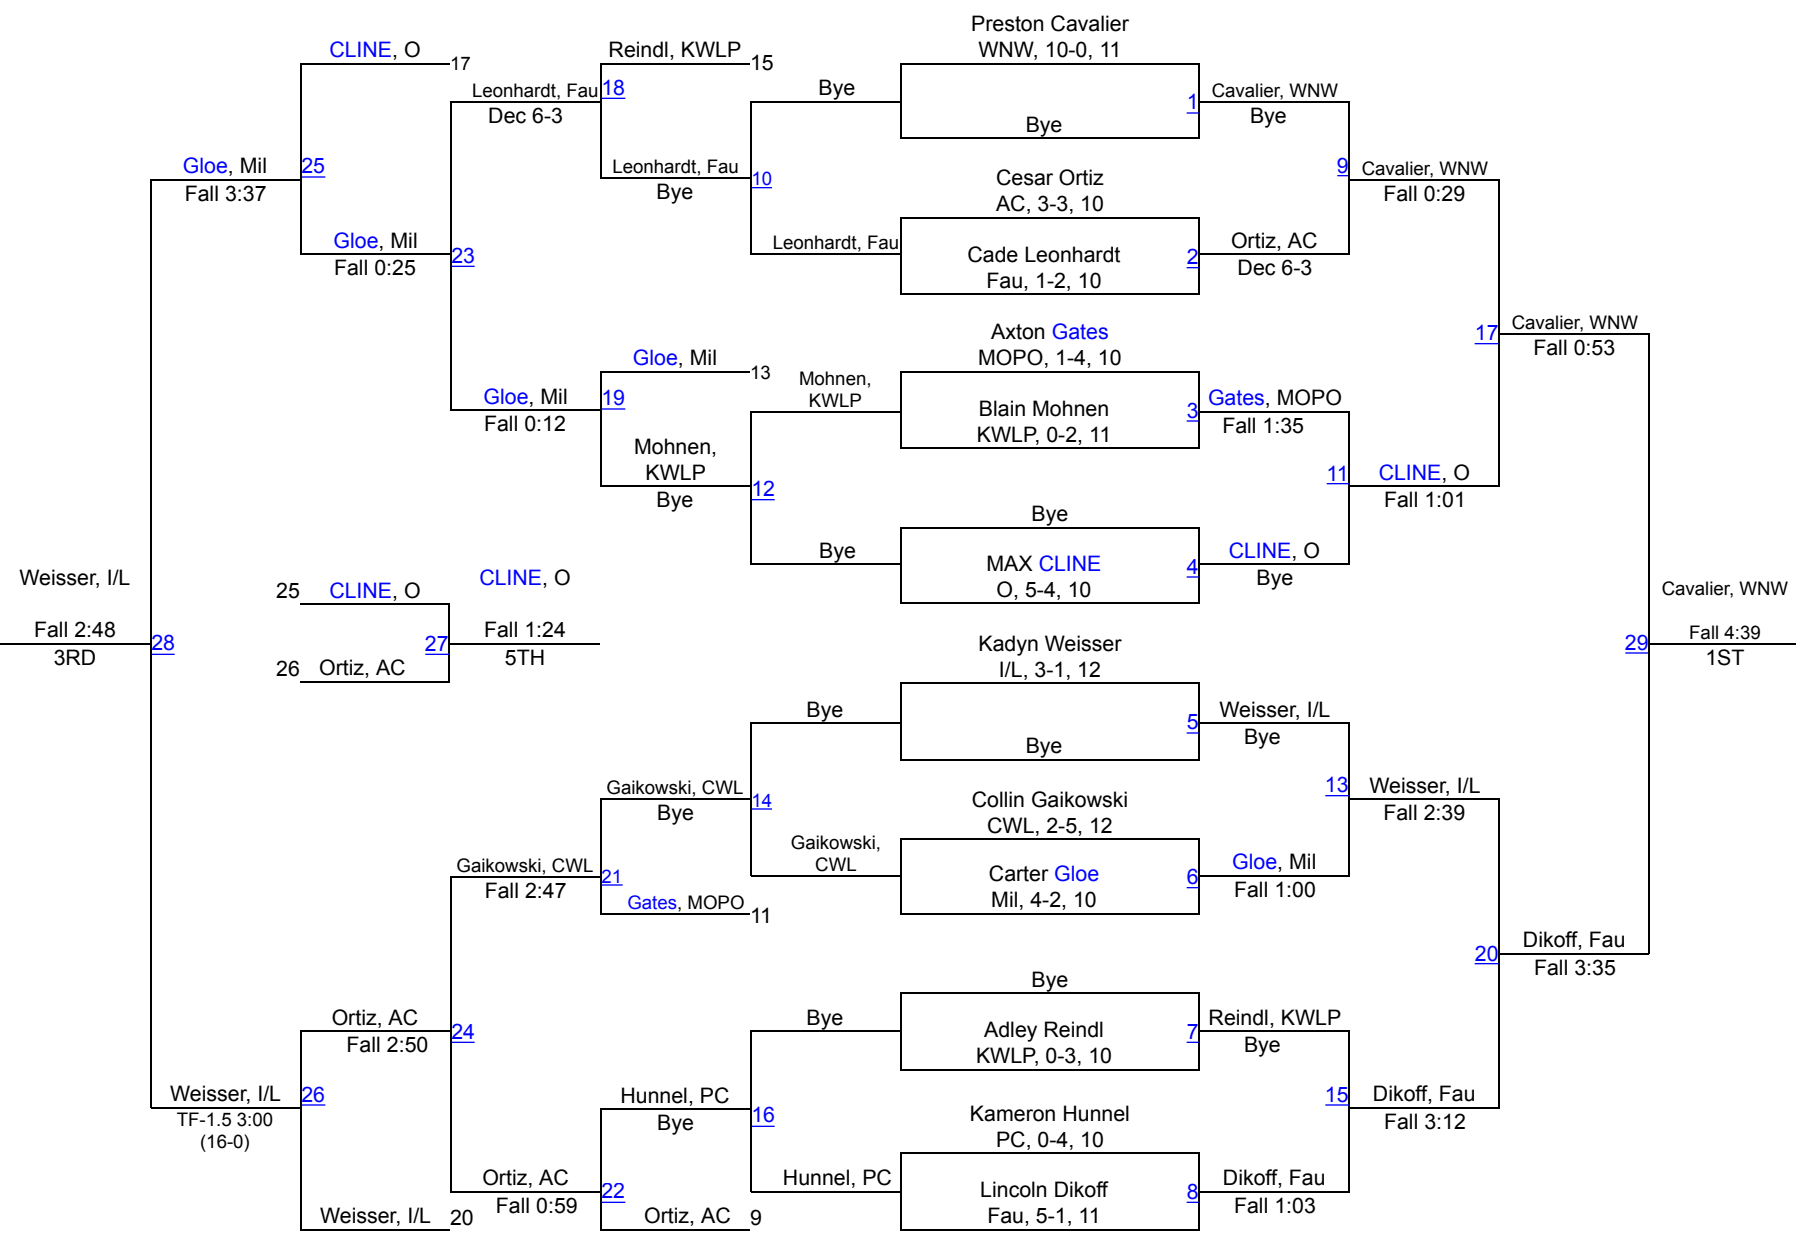 Preston Cavalier
WNW, 10-0, 11
CLINE, O
17
Reindl, KWLP
15
Leonhardt, Fau
18
Dec 6-3
Bye
1
Cavalier, WNW
Bye
Bye
Gloe, Mil
25
Fall 3:37
Leonhardt, Fau
10
Bye
Cesar Ortiz
AC, 3-3, 10
9
Cavalier, WNW
Fall 0:29
Gloe, Mil
23
Fall 0:25
Leonhardt, Fau
Cade Leonhardt
Fau, 1-2, 10
2
Ortiz, AC
Dec 6-3
Axton Gates
MOPO, 1-4, 10
17
Cavalier, WNW
Fall 0:53
Gloe, Mil
13
Gloe, Mil
19
Fall 0:12
Mohnen,
KWLP
Blain Mohnen
KWLP, 0-2, 11
3
Gates, MOPO
Fall 1:35
Mohnen,
KWLP
12
Bye
11
CLINE, O
Fall 1:01
Bye
Bye
MAX CLINE
O, 5-4, 10
4
CLINE, O
Bye
Weisser, I/L
Fall 2:48
28
3RD
25
CLINE, O
CLINE, O
27
Fall 1:24
5TH
26
Ortiz, AC
Cavalier, WNW
29
Fall 4:39
1ST
Kadyn Weisser
I/L, 3-1, 12
Bye
5
Weisser, I/L
Bye
Bye
Gaikowski, CWL
14
Bye
Collin Gaikowski
CWL, 2-5, 12
13
Weisser, I/L
Fall 2:39
Gaikowski, CWL
21
Fall 2:47
Gaikowski,
CWL
Carter Gloe
Mil, 4-2, 10
6
Gloe, Mil
Fall 1:00
Gates, MOPO
11
20
Dikoff, Fau
Fall 3:35
Bye
Ortiz, AC
24
Fall 2:50
Bye
Adley Reindl
KWLP, 0-3, 10
7
Reindl, KWLP
Bye
Weisser, I/L
26
TF-1.5 3:00
(16-0)
Hunnel, PC
16
Bye
Kameron Hunnel
PC, 0-4, 10
15
Dikoff, Fau
Fall 3:12
Ortiz, AC
22
Fall 0:59
Hunnel, PC
Lincoln Dikoff
Fau, 5-1, 11
8
Dikoff, Fau
Fall 1:03
Weisser, I/L
20
Ortiz, AC
9